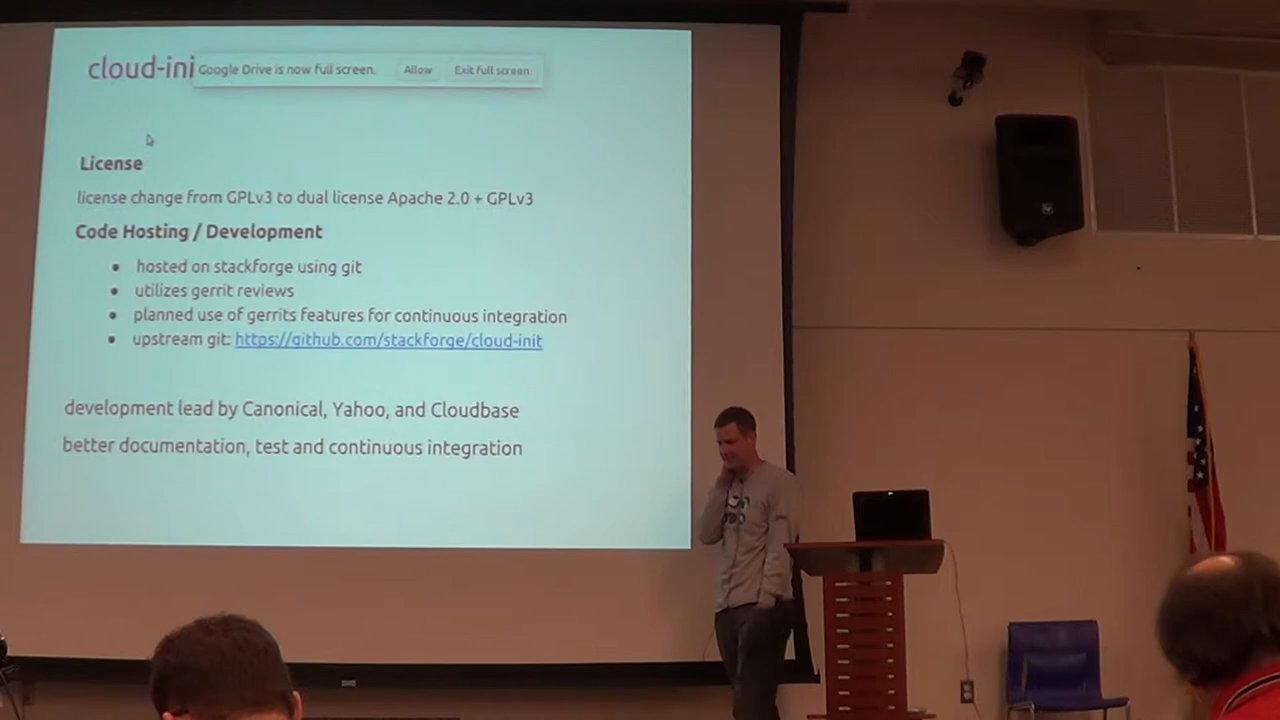 cloud-ini
Google Drive is now full screen. Allow Exit full screen
License
license change from GPLv3 to dual license Apache 2.0 + GPLv3
Code Hosting / Development
• hosted on stackforge using git
• utilizes gerrit reviews
• planned use of gerrits features for continuous integration
• upstream git: https://github.com/stackforge/cloud-init
development lead by Canonical, Yahoo, and Cloudbase
better documentation, test and continuous integration